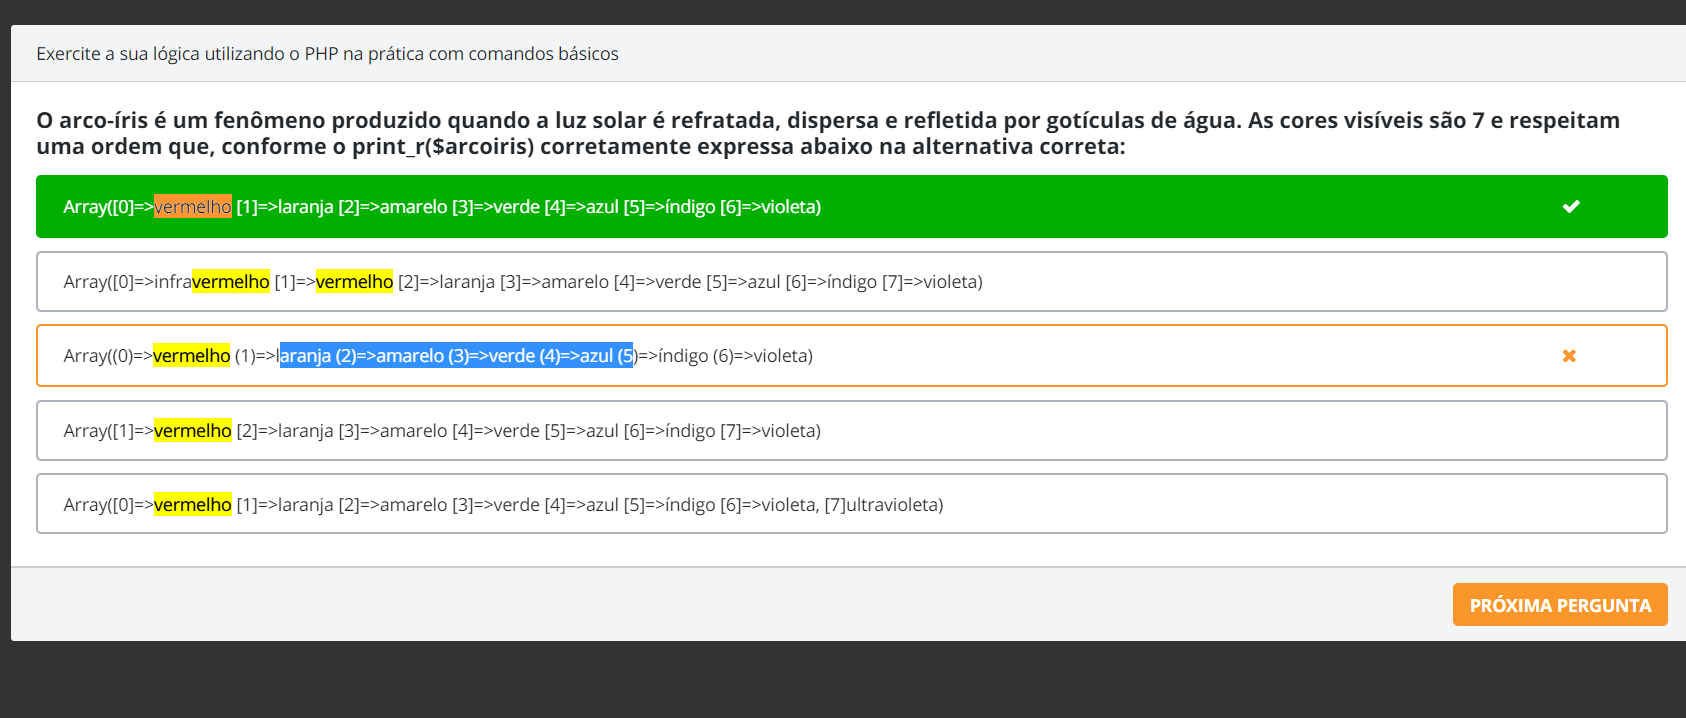 Exercite a sua lógica utilizando o PHP na prática com comandos básicos
O arco-íris é um fenômeno produzido quando a luz solar é refratada, dispersa e refletida por gotículas de água. As cores visíveis são 7 e respeitam
uma ordem que, conforme o print_r($arcoiris) corretamente expressa abaixo na alternativa correta:
Array([0]=>vermelho [1]=>laranja [2]=>amarelo [3]=>verde [4]=>azul [5]=>índigo [6]=>violeta)
Array([0]=>infravermelho [1]=>vermelho [2]=>laranja [3]=>amarelo [4]=>verde [5]=>azul [6]=>índigo [7]=>violeta)
Array((0)=>vermelho (1)=>laranja (2)=>amarelo (3)=>verde (4)=>azul (5)=>índigo (6)=>violeta)
Array([1]=>vermelho [2]=>laranja [3]=>amarelo [4]=>verde [5]=>azul [6]=>índigo [7]=>violeta)
Array([0]=>vermelho [1]=>laranja [2]=>amarelo [3]=>verde [4]=>azul [5]=>índigo [6]=>violeta, [7]ultravioleta)
PRÓXIMA PERGUNTA